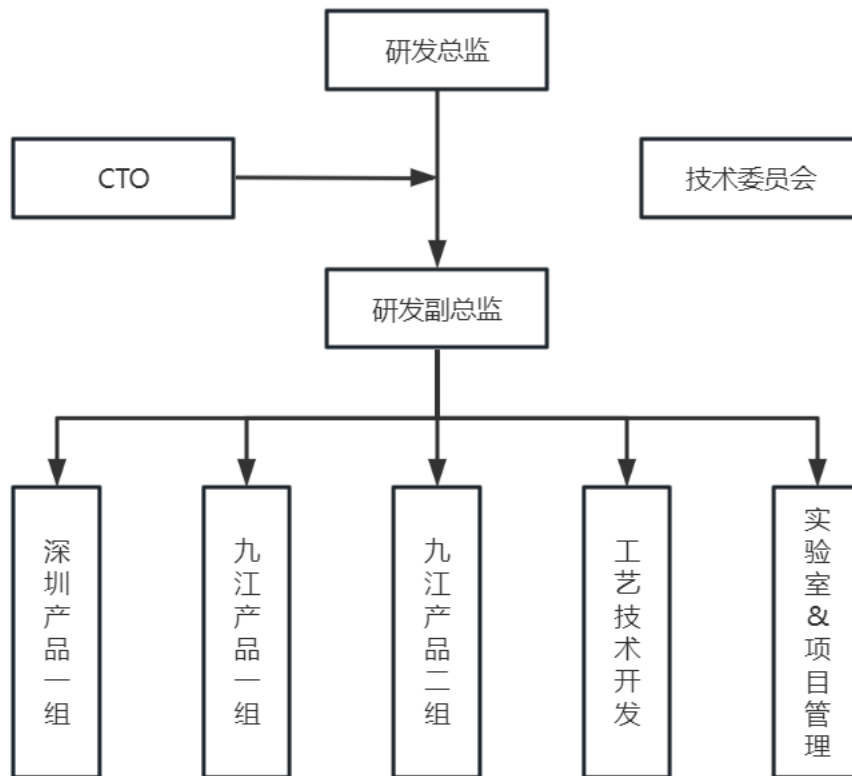 研发总监
CTO
技术委员会
研发副总监
深圳产品一组
九江产品一组
九江产品二组
工艺技术开发
实验室&项目管理